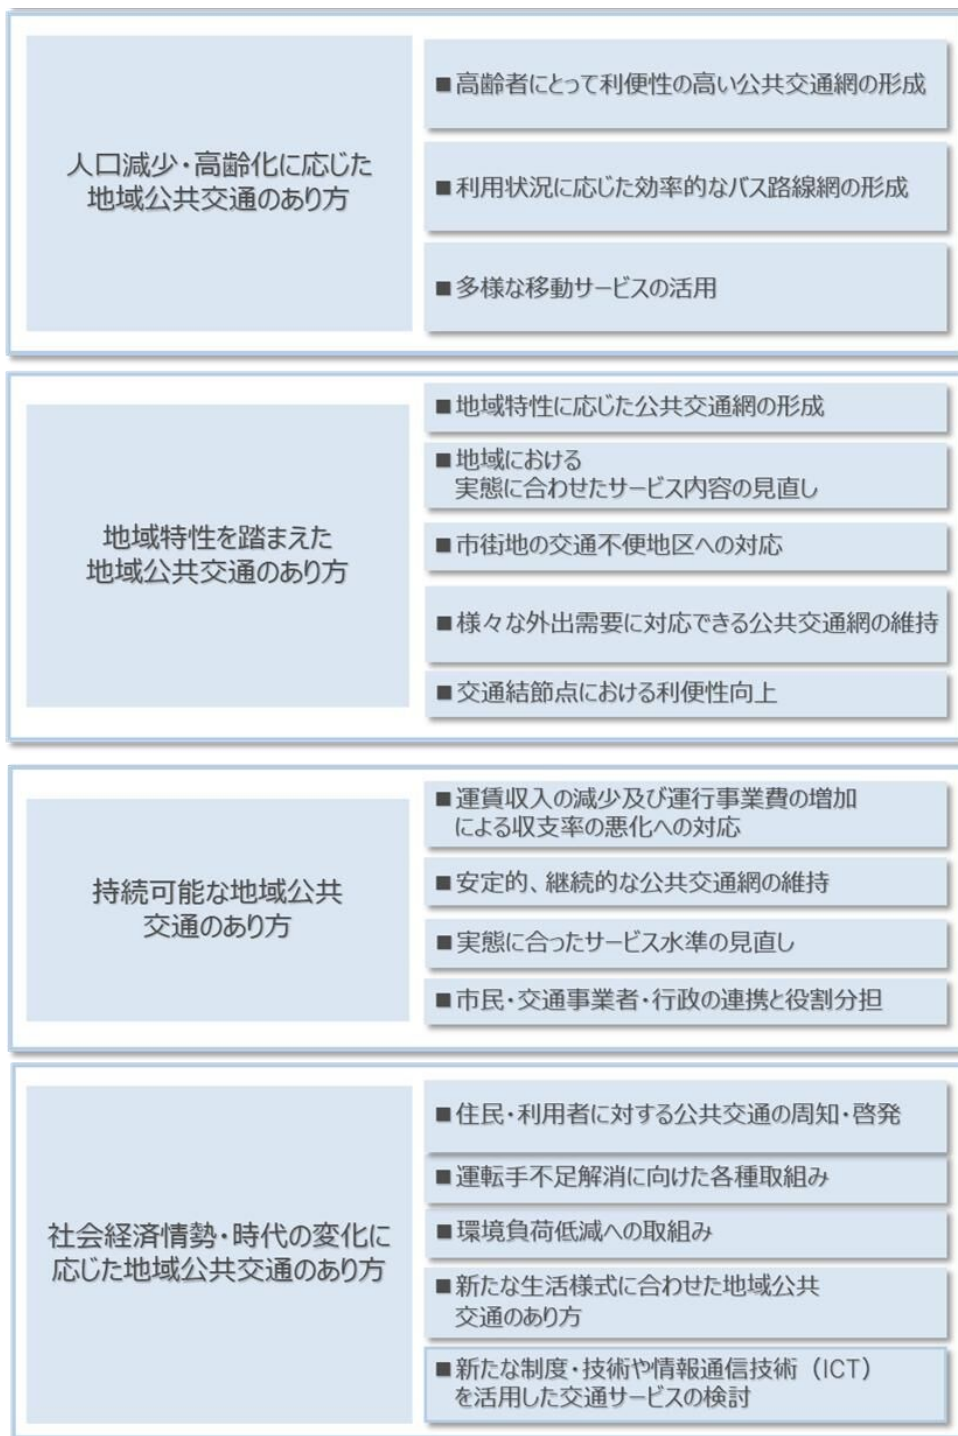 人口減少・高齢化に応じた
地域公共交通のあり方
■高齢者にとって利便性の高い公共交通網の形成
■利用状況に応じた効率的なバス路線網の形成
■多様な移動サービスの活用
地域特性を踏まえた
地域公共交通のあり方
■地域特性に応じた公共交通網の形成
■地域における
実態に合わせたサービス内容の見直し
■市街地の交通不便地区への対応
■様々な外出需要に対応できる公共交通網の維持
■交通結節点における利便性向上
持続可能な地域公共
交通のあり方
■運賃収入の減少及び運行事業費の増加
による収支率の悪化への対応
■安定的、継続的な公共交通網の維持
■実態に合ったサービス水準の見直し
■市民・交通事業者・行政の連携と役割分担
社会経済情勢・時代の変化に
応じた地域公共交通のあり方
■住民・利用者に対する公共交通の周知・啓発
■運転手不足解消に向けた各種取組み
■環境負荷低減への取組み
■新たな生活様式に合わせた地域公共
交通のあり方
■新たな制度・技術や情報通信技術（ICT）
を活用した交通サービスの検討